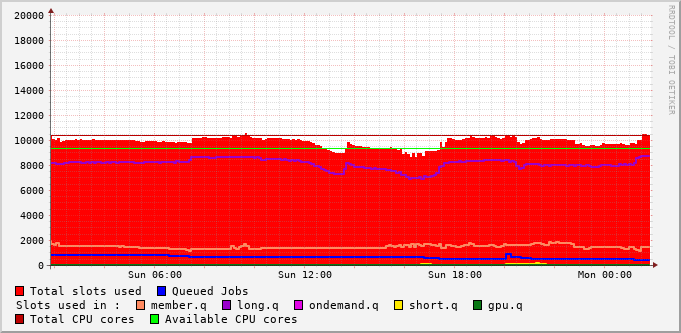 20000
18000
16000
14000
12000
10000
8000
6000
4000
2000
0
Sun 06:00 Sun 12:00 Sun 18:00 Mon 00:00
RRDTOOL / TOBI OETIKER
Total slots used Queued Jobs
Slots used in : member.q long.q ondemand.q short.q gpu.q
Total CPU cores Available CPU cores